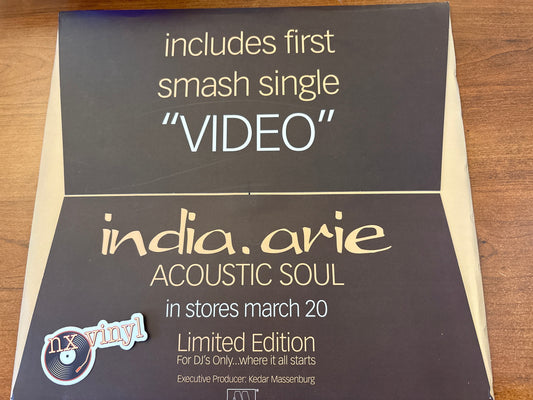 includes first
smash single
“VIDEO”
india.arie
ACOUSTIC SOUL
in stores march 20
nx vinyl
Limited Edition
For DJ's Only...where it all starts
Executive Producer: Kedar Massenburg